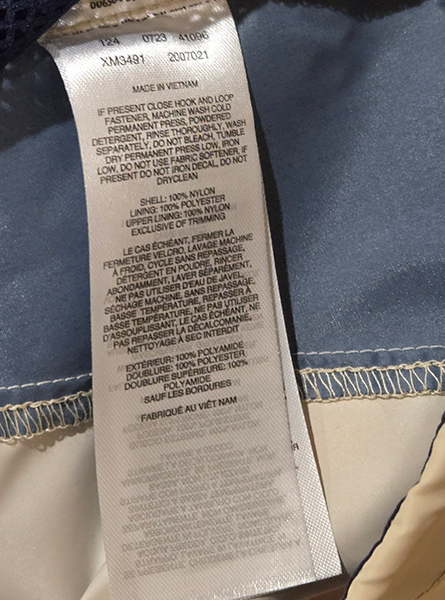 124 0723 41096
XM3491 2007021
MADE IN VIETNAM
IF PRESENT CLOSE HOOK AND LOOP
FASTENER, MACHINE WASH COLD
PERMANENT PRESS, POWDERED
DETERGENT, RINSE THOROUGHLY, WASH
SEPARATELY, DO NOT BLEACH, TUMBLE
DRY PERMANENT PRESS LOW, IRON
LOW, DO NOT USE FABRIC SOFTENER, IF
PRESENT DO NOT IRON DECAL, DO NOT
DRYCLEAN
SHELL: 100% NYLON
LINING: 100% POLYESTER
UPPER LINING: 100% NYLON
EXCLUSIVE OF TRIMMING
LE CAS ÉCHÉANT, FERMER LA
FERMETURE VELCRO, LAVAGE MACHINE
À FROID, CYCLE SANS REPASSAGE,
DÉTERGENT EN POUDRE, RINCER
ABONDAMMENT, LAVER SÉPARÉMENT,
NE PAS UTILISER D'EAU DE JAVEL,
SÉCHAGE MACHINE, SANS REPASSAGE,
BASSE TEMPÉRATURE, REPASSER À
BASSE TEMPÉRATURE, NE PAS UTILISER
D'ASSOUPLISSANT, LE CAS ÉCHÉANT, NE
PAS REPASSER LA DÉCALCOMANIE,
NETTOYAGE À SEC INTERDIT
EXTÉRIEUR: 100% POLYAMIDE
DOUBLURE: 100% POLYESTER
DOUBLURE SUPÉRIEURE: 100%
POLYAMIDE
SAUF LES BORDURES
FABRIQUÉ AU VIÊT NAM